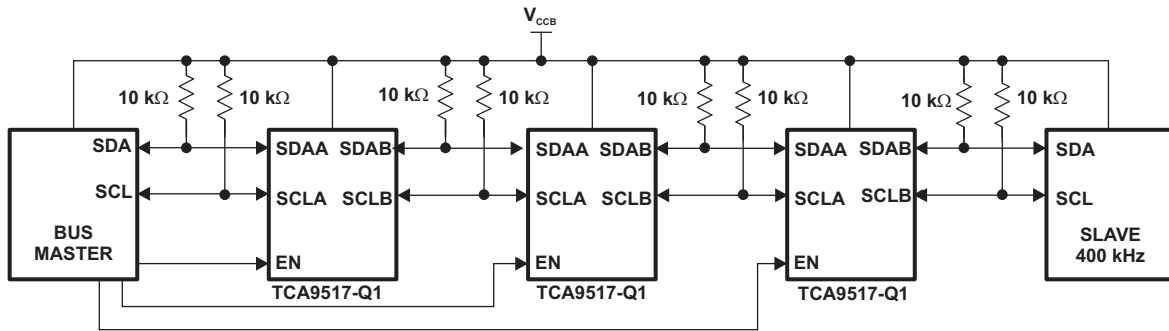 V_CCB
10 kΩ 10 kΩ 10 kΩ 10 kΩ 10 kΩ 10 kΩ 10 kΩ 10 kΩ
SDA SDAA SDAB SDAA SDAB SDAA SDAB SDA
SCL SCLA SCLB SCLA SCLB SCLA SCLB SCL
BUS
MASTER
SLAVE
400 kHz
EN EN EN
TCA9517-Q1 TCA9517-Q1 TCA9517-Q1